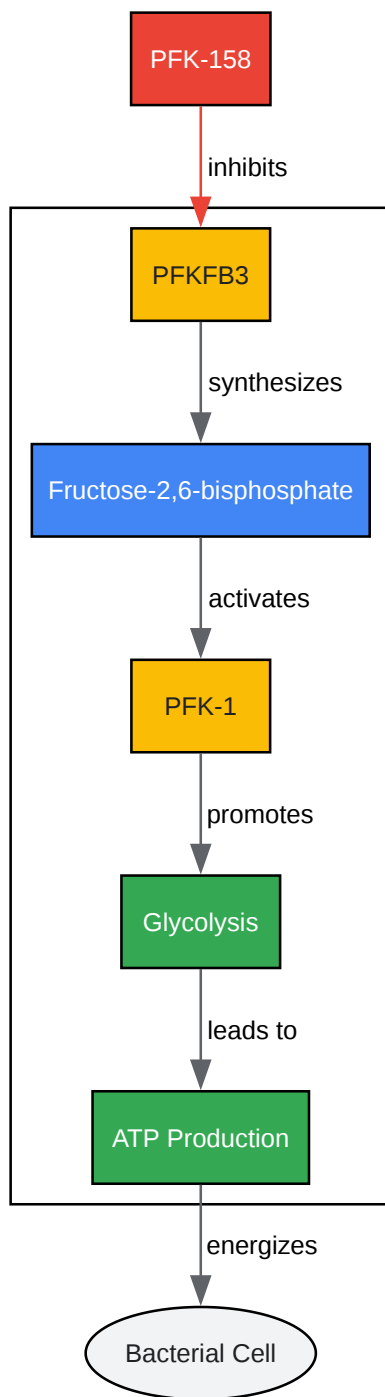 PFK-158
inhibits
PFKFB3
synthesizes
Fructose-2,6-bisphosphate
activates
PFK-1
promotes
Glycolysis
leads to
ATP Production
energizes
Bacterial Cell